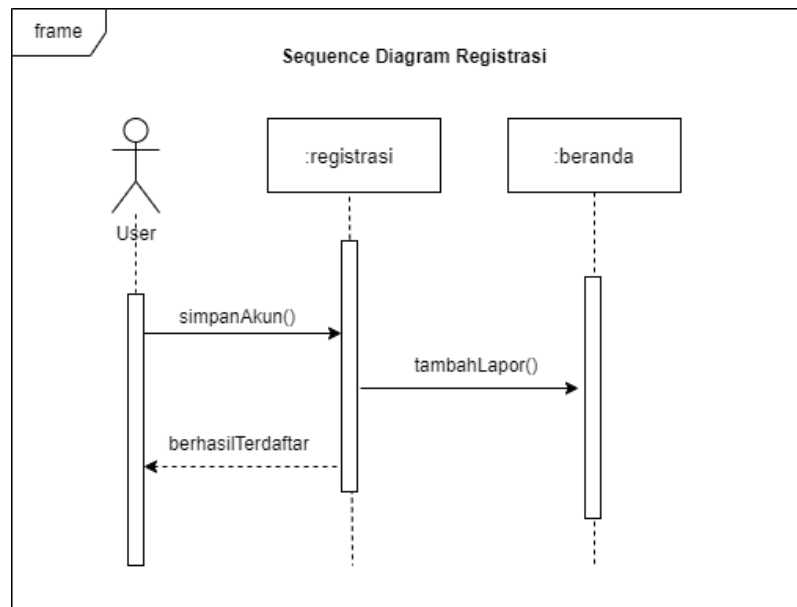 frame
Sequence Diagram Registrasi
:registrasi
:beranda
User
simpanAkun()
tambahLapor()
berhasilTerdaftar